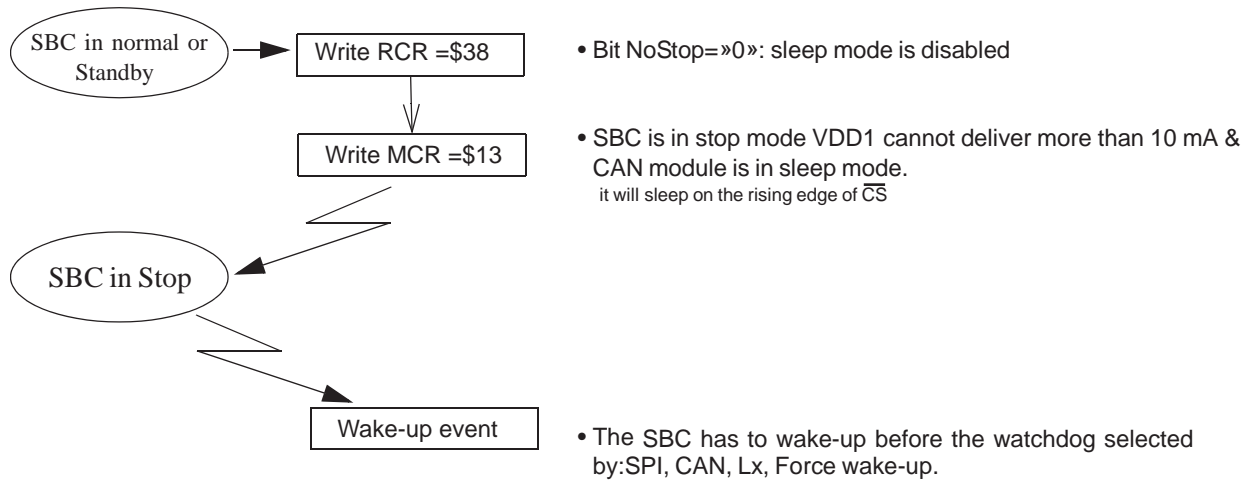 SBC in normal or
Standby
Write RCR =$38
• Bit NoStop=»0»: sleep mode is disabled
Write MCR =$13
• SBC is in stop mode VDD1 cannot deliver more than 10 mA &
CAN module is in sleep mode.
it will sleep on the rising edge of C̅S̅
SBC in Stop
Wake-up event
• The SBC has to wake-up before the watchdog selected
by:SPI, CAN, Lx, Force wake-up.